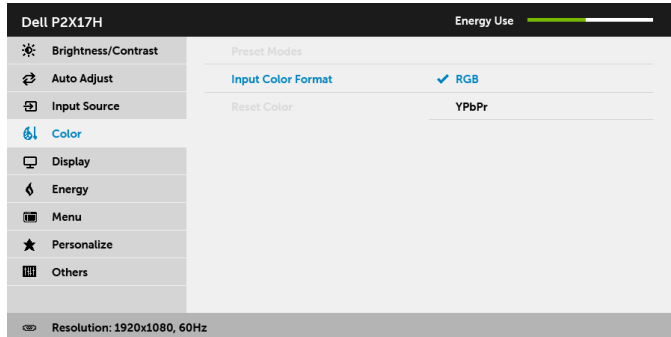 Dell P2X17H
Energy Use
Brightness/Contrast
Preset Modes
Auto Adjust
Input Color Format
RGB
Input Source
Reset Color
YPbPr
Color
Display
Energy
Menu
Personalize
Others
Resolution: 1920x1080, 60Hz